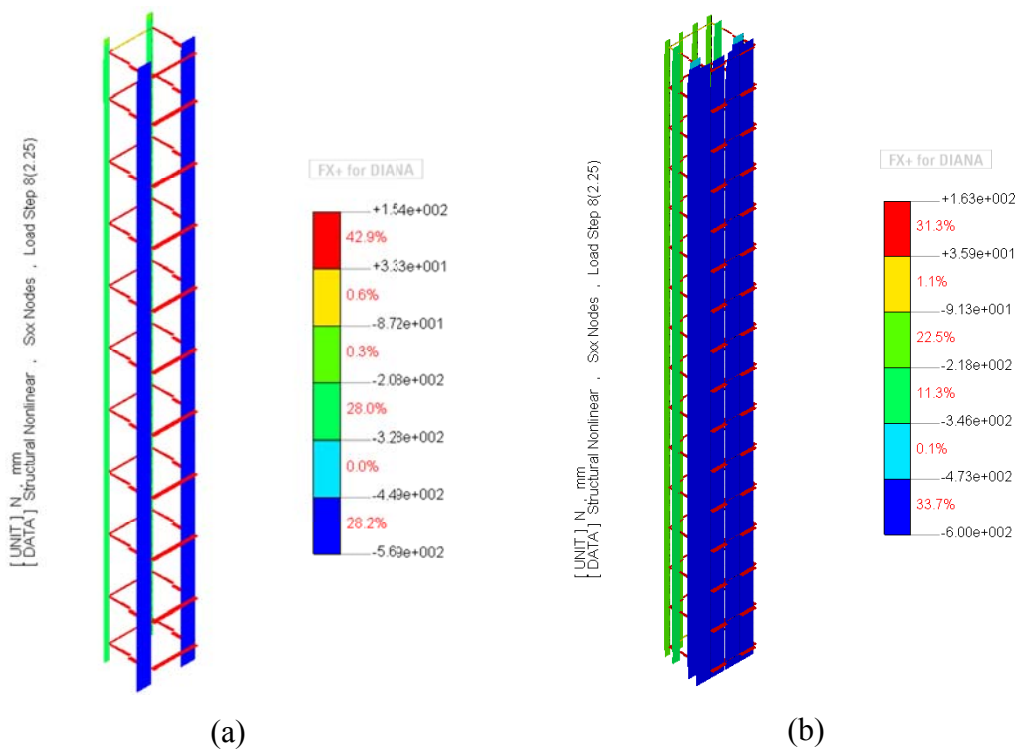 [ UNIT ] N , mm
[ DATA ] Structural Nonlinear , Sxx Nodes , Load Step 8(2.25)
FX+ for DIANA
+1.54e+002
42.9%
+3.33e+001
0.6%
-8.72e+001
0.3%
-2.08e+002
28.0%
-3.28e+002
0.0%
-4.49e+002
28.2%
-5.69e+002
(a)
[ UNIT ] N , mm
[ DATA ] Structural Nonlinear , Sxx Nodes , Load Step 8(2.25)
FX+ for DIANA
+1.63e+002
31.3%
+3.59e+001
1.1%
-9.13e+001
22.5%
-2.18e+002
11.3%
-3.46e+002
0.1%
-4.73e+002
33.7%
-6.00e+002
(b)